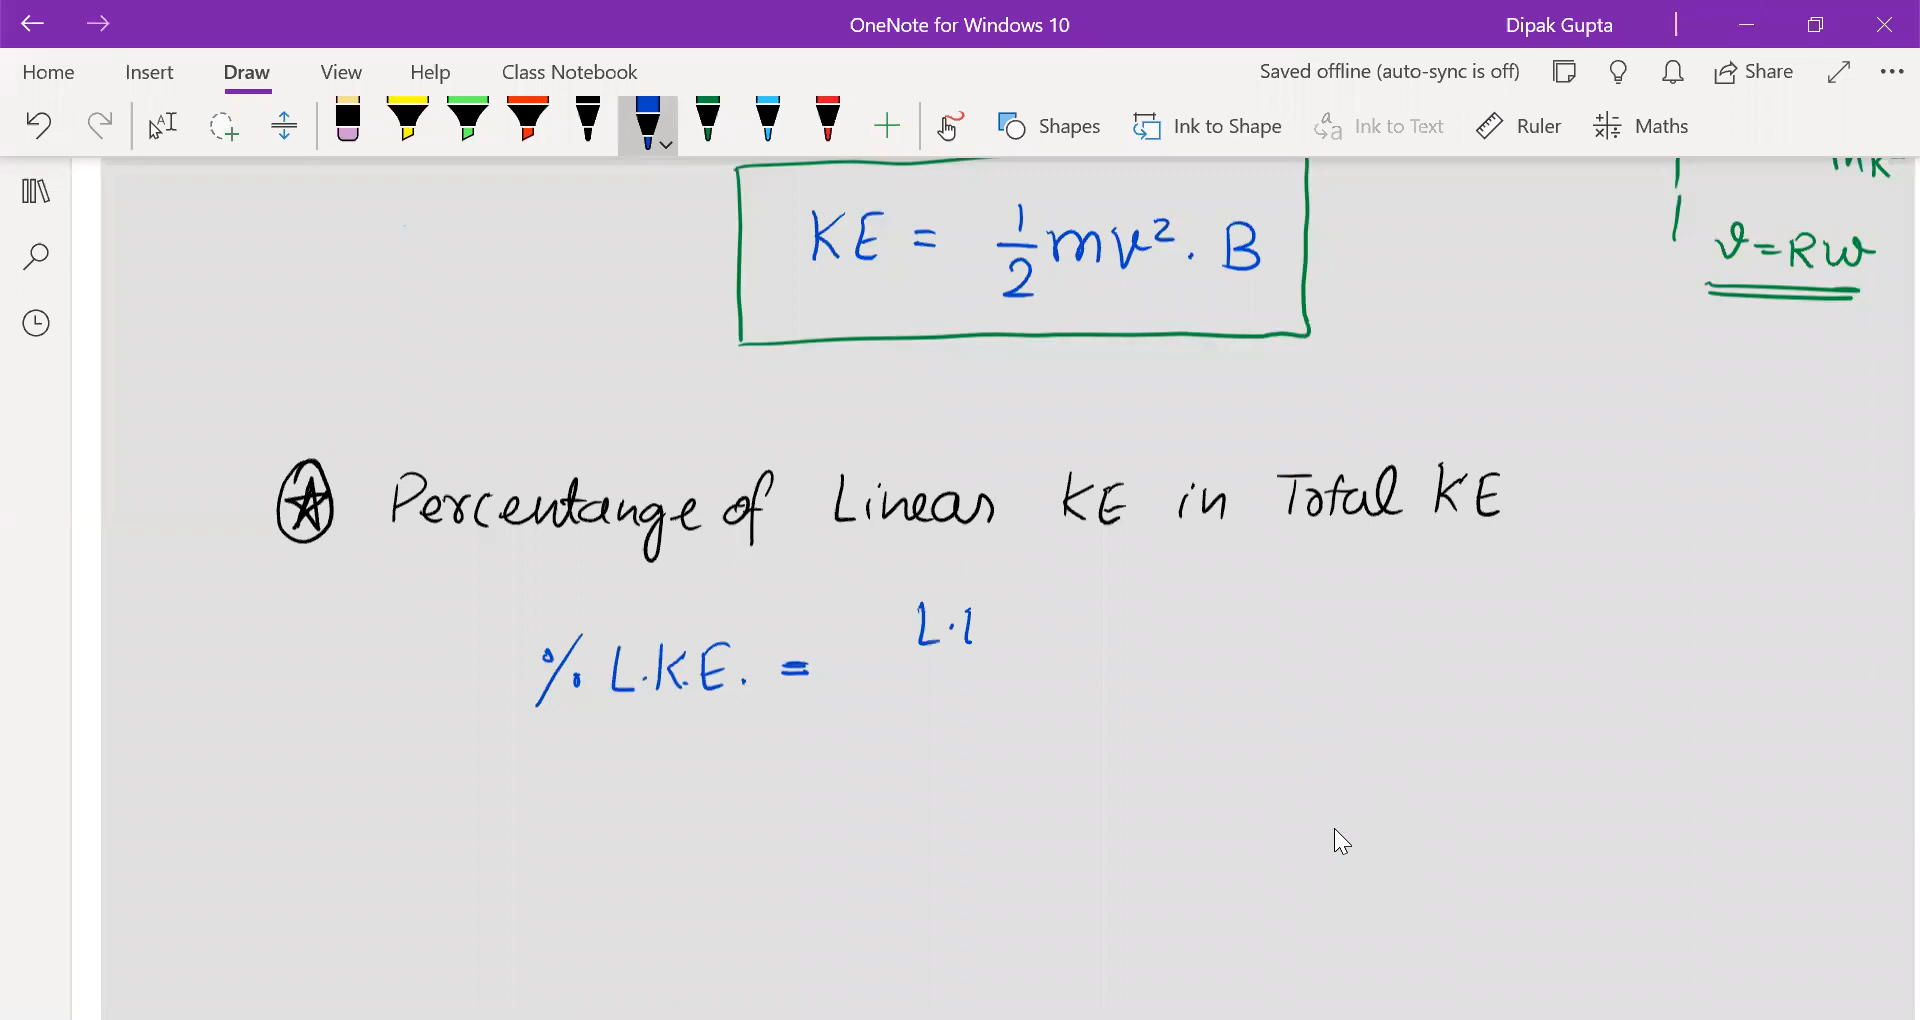 OneNote for Windows 10
Dipak Gupta
Home Insert Draw View Help Class Notebook
Saved offline (auto-sync is off) Share
Shapes Ink to Shape Ink to Text Ruler Maths
KE = 1/2 mv². B
v = Rω
Percentange of Linear KE in Total KE
% L.K.E. = L.